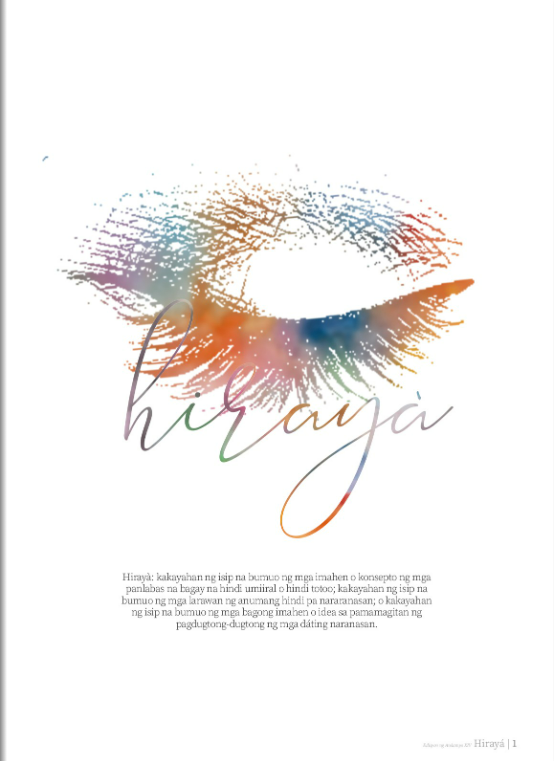 hirayà
Hirayà: kakayahan ng isip na bumuo ng mga imahen o konsepto ng mga
panlabas na bagay na hindi umiiral o hindi totoo; kakayahan ng isip na
bumuo ng mga larawan ng anumang hindi pa nararanasan; o kakayahan
ng isip na bumuo ng mga bagong imahen o idea sa pamamagitan ng
pagdugtong-dugtong ng mga dáting naranasan.
Hirayà | 1